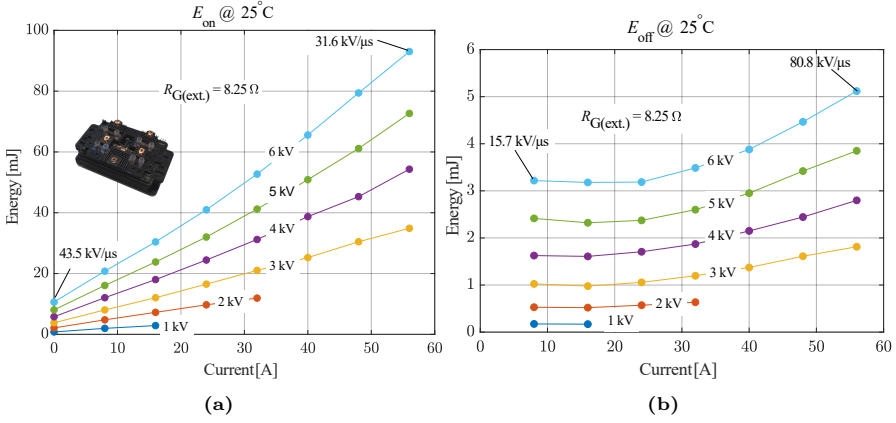 E_on @ 25°C
100
80
60
40
20
0
Energy [mJ]
31.6 kV/µs
R_G(ext.) = 8.25 Ω
43.5 kV/µs
6 kV
5 kV
4 kV
3 kV
2 kV
1 kV
0 10 20 30 40 50 60
Current [A]
(a)
E_off @ 25°C
6
5
4
3
2
1
0
Energy [mJ]
80.8 kV/µs
R_G(ext.) = 8.25 Ω
15.7 kV/µs
6 kV
5 kV
4 kV
3 kV
2 kV
1 kV
0 10 20 30 40 50 60
Current [A]
(b)